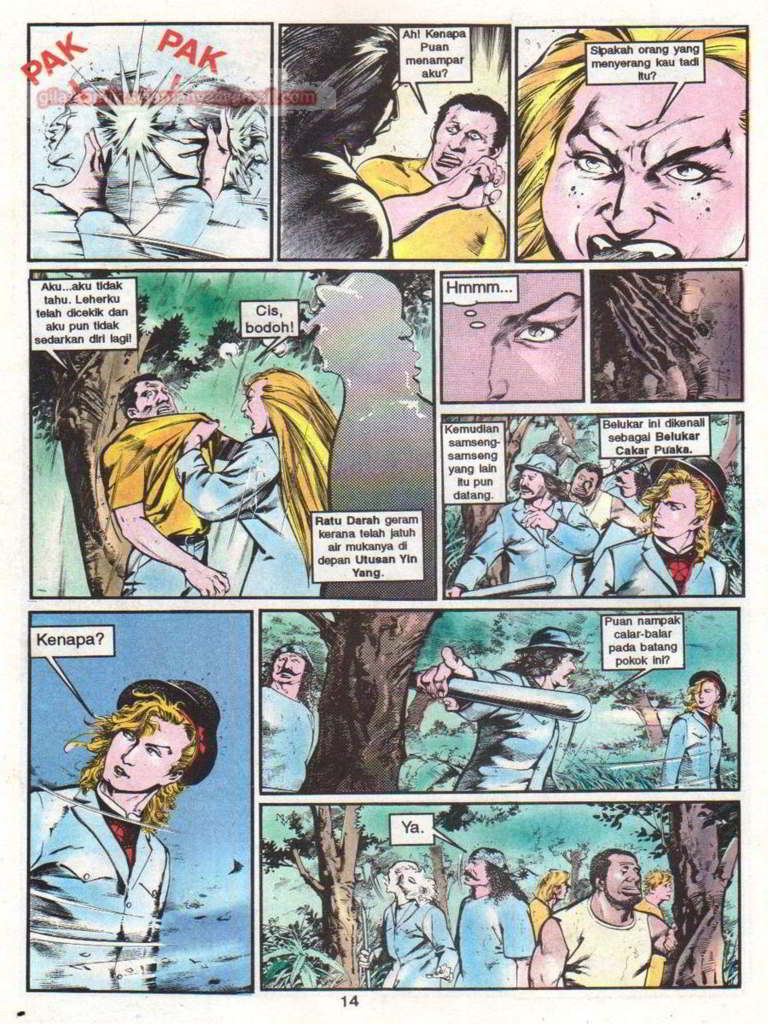 PAK
PAK
Ah! Kenapa
Puan
menampar
aku?
Sipakah orang yang
menyerang kau tadi
itu?
Aku...aku tidak
tahu. Leherku
telah dicekik dan
aku pun tidak
sedarkan diri lagi!
Cis,
bodoh!
Ratu Darah geram
kerana telah jatuh
air mukanya di
depan Utusan Yin
Yang.
Hmmm...
Kemudian
samseng-
samseng
yang lain
itu pun
datang.
Belukar ini dikenali
sebagai Belukar
Cakar Puaka.
Kenapa?
Puan nampak
calar-balar
pada batang
pokok ini?
Ya.
14